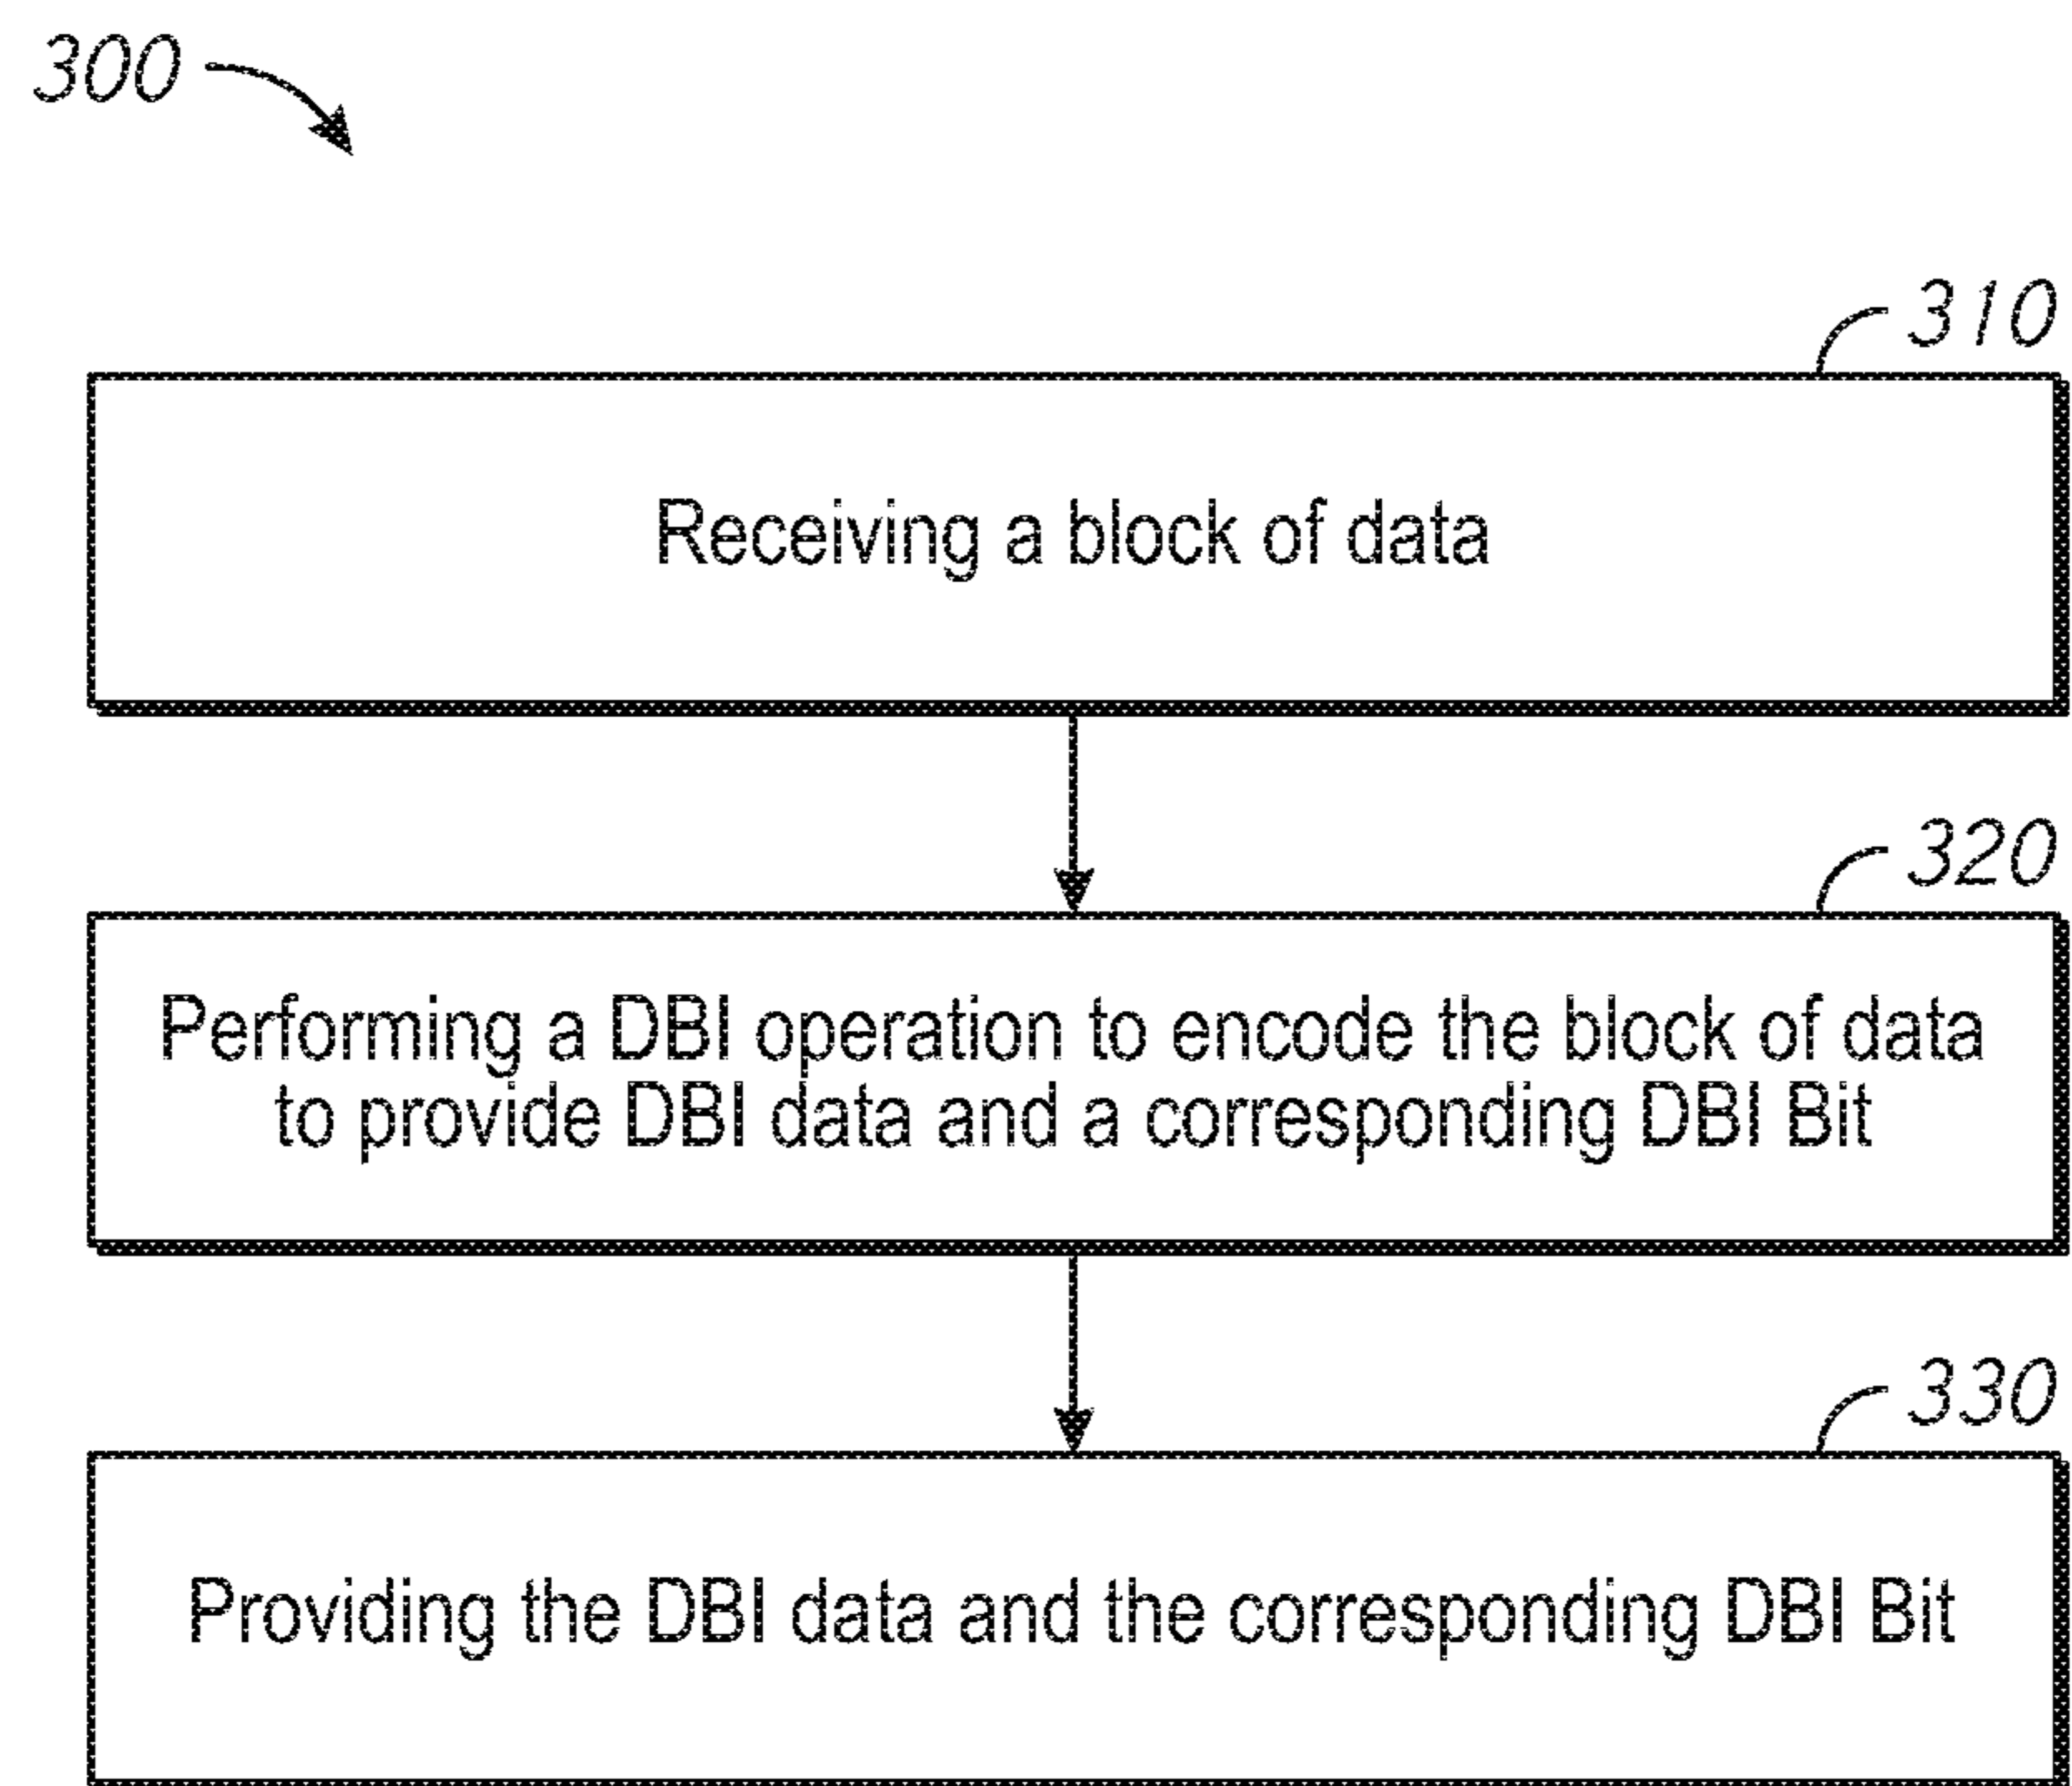 300
310
Receiving a block of data
320
Performing a DBI operation to encode the block of data
to provide DBI data and a corresponding DBI Bit
330
Providing the DBI data and the corresponding DBI Bit